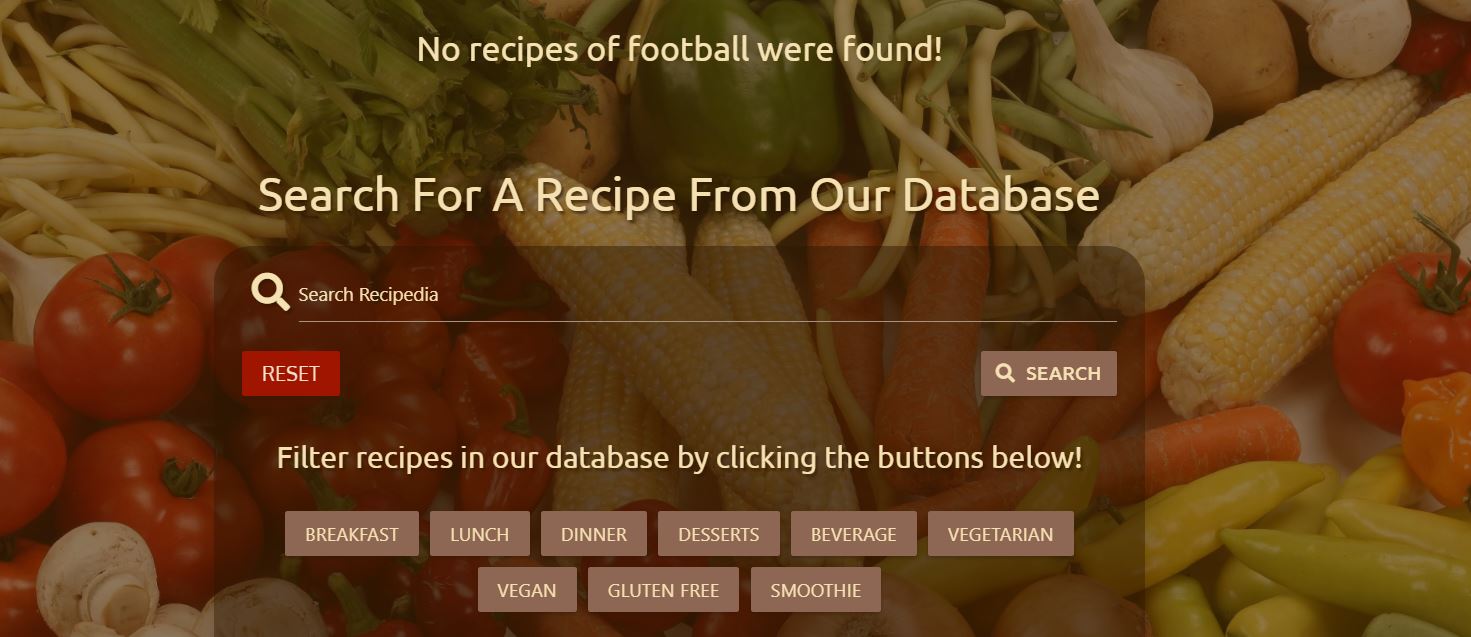 No recipes of football were found!
Search For A Recipe From Our Database
Search Recipedia
RESET
SEARCH
Filter recipes in our database by clicking the buttons below!
BREAKFAST LUNCH DINNER DESSERTS BEVERAGE VEGETARIAN
VEGAN GLUTEN FREE SMOOTHIE